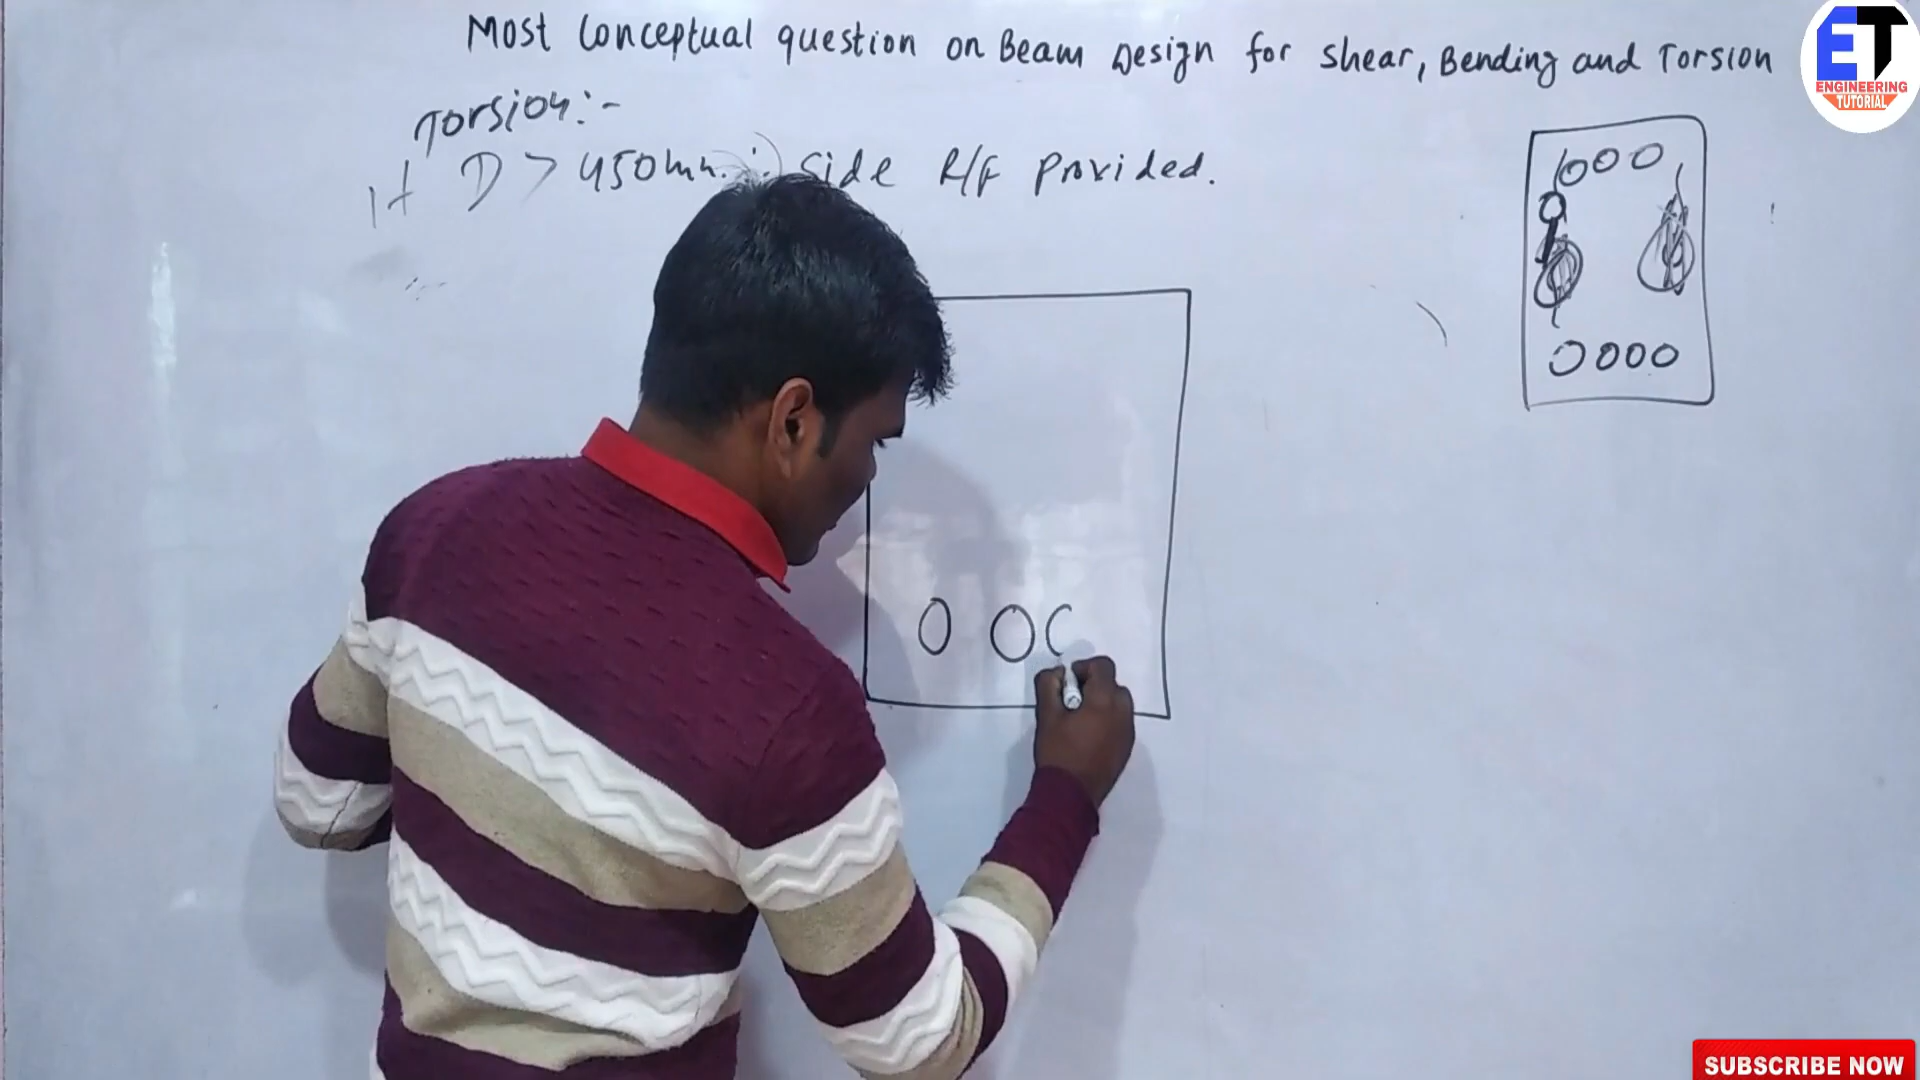 Most Conceptual question on Beam Design for Shear, Bending and Torsion
Torsion:-
If D > 450mm. Side R/F Provided.
ET
ENGINEERING
TUTORIAL
SUBSCRIBE NOW